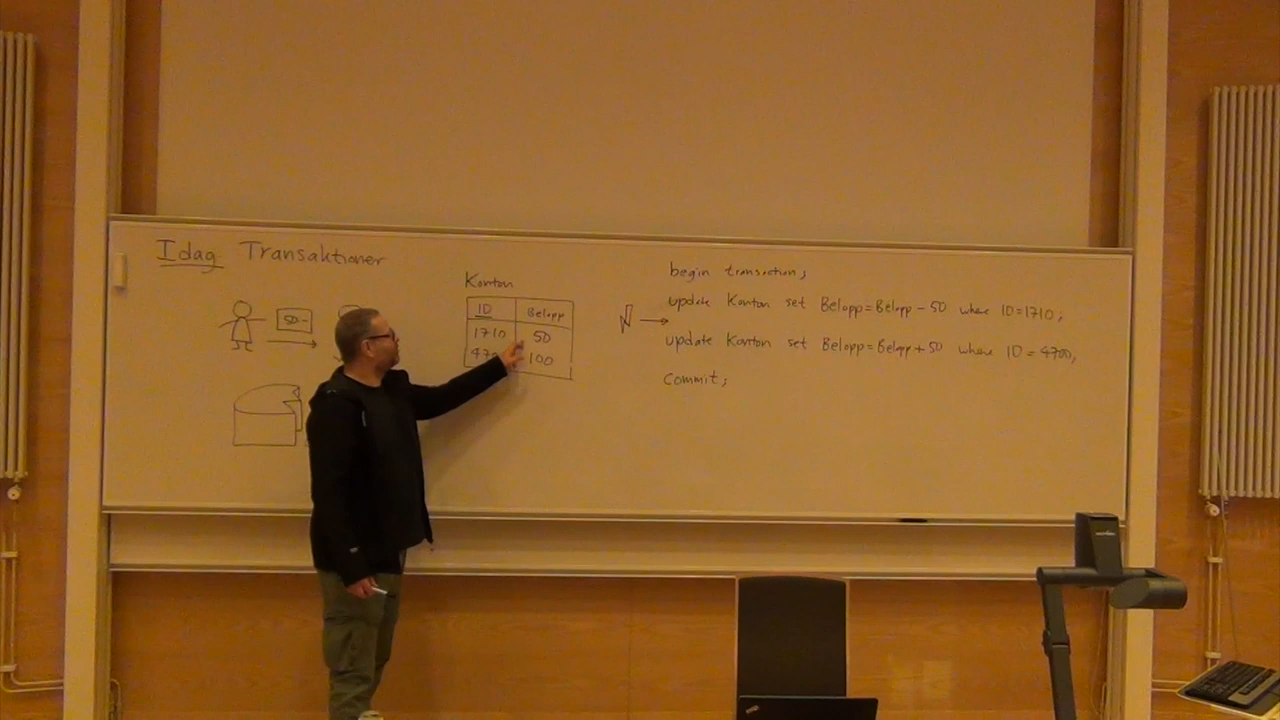 Idag Transaktioner
50:-
Konton
ID Belopp
1710 50
470 100
begin transaction;
update Konton set Belopp=Belopp-50 where ID=1710;
update Konton set Belopp=Belopp+50 where ID=4700;
commit;